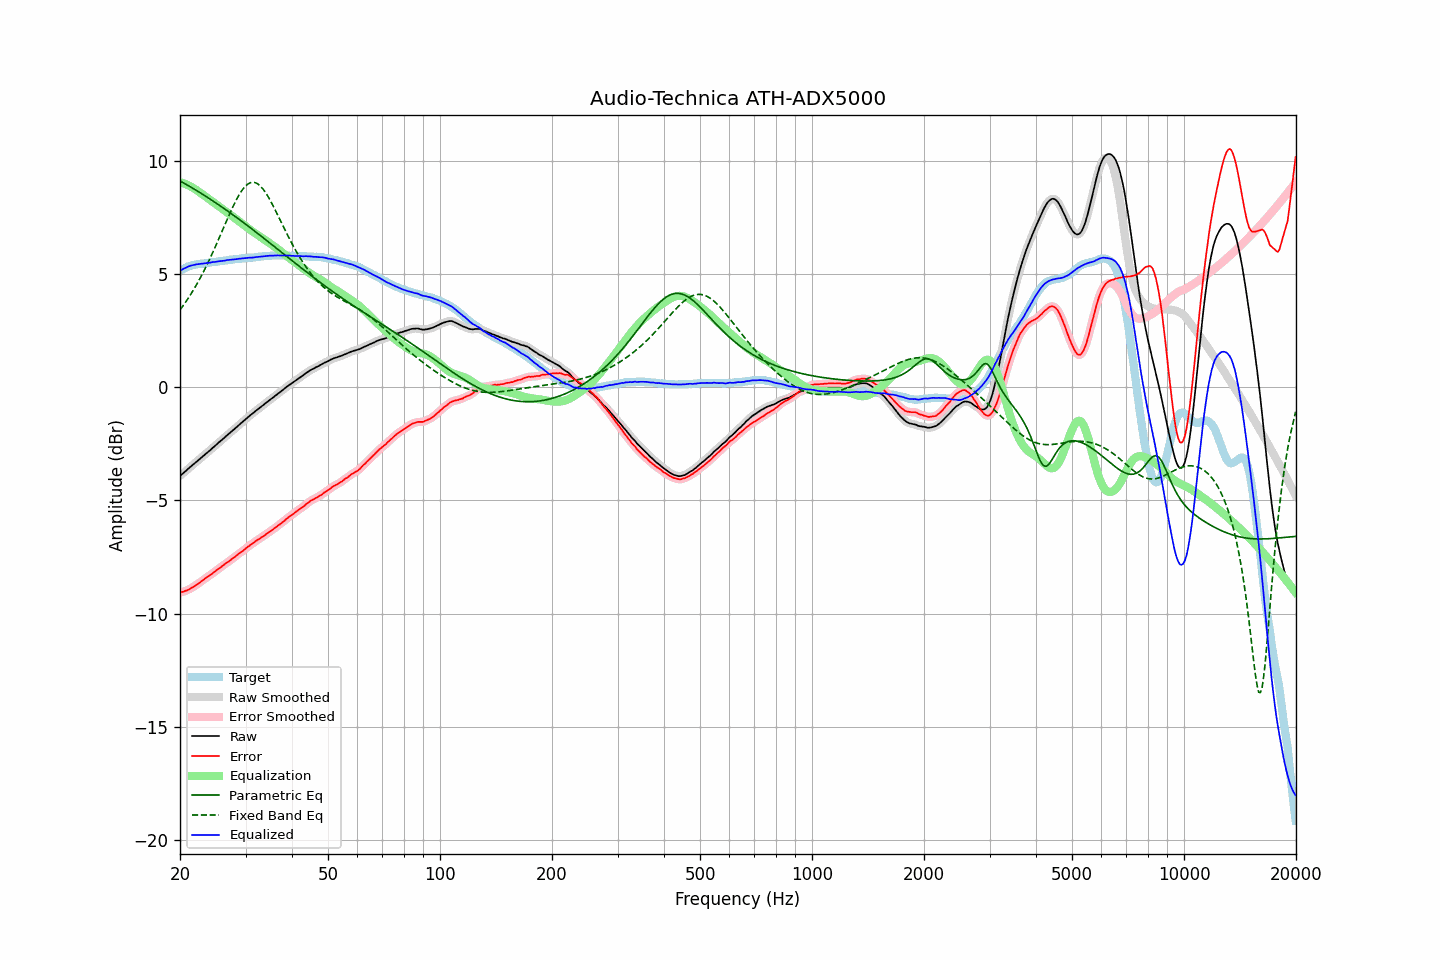 Audio-Technica ATH-ADX5000
Amplitude (dBr)
10
5
0
−5
−10
−15
−20
Target
Raw Smoothed
Error Smoothed
Raw
Error
Equalization
Parametric Eq
Fixed Band Eq
Equalized
20 50 100 200 500 1000 2000 5000 10000 20000
Frequency (Hz)